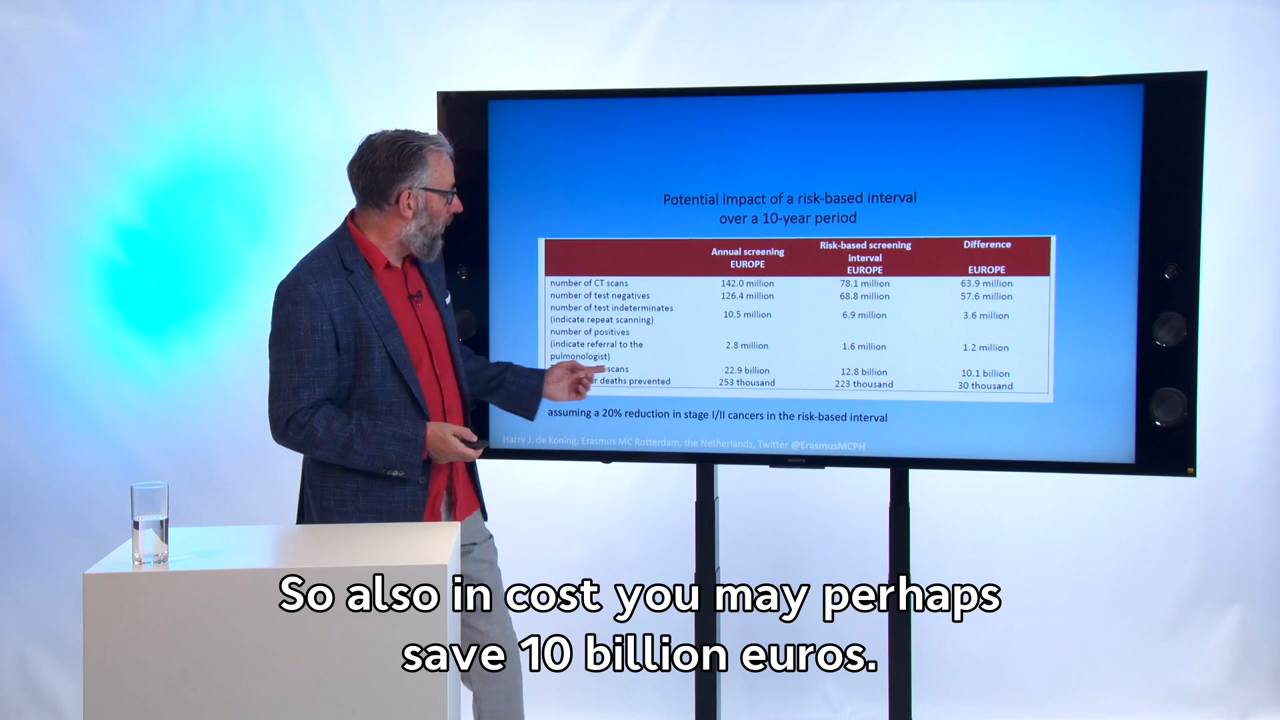 Potential impact of a risk-based interval
over a 10-year period
Annual screening
EUROPE
Risk-based screening
interval
EUROPE
Difference
EUROPE
number of CT scans 142.0 million 78.1 million 63.9 million
number of test negatives 126.4 million 68.8 million 57.6 million
number of test indeterminates
(indicate repeat scanning) 10.5 million 6.9 million 3.6 million
number of positives
(indicate referral to the
pulmonologist) 2.8 million 1.6 million 1.2 million
scans 22.9 billion 12.8 billion 10.1 billion
deaths prevented 253 thousand 223 thousand 30 thousand
assuming a 20% reduction in stage I/II cancers in the risk-based interval
Harry J. de Koning, Erasmus MC Rotterdam, the Netherlands, Twitter @ErasmusMCPH
SONY
So also in cost you may perhaps
save 10 billion euros.